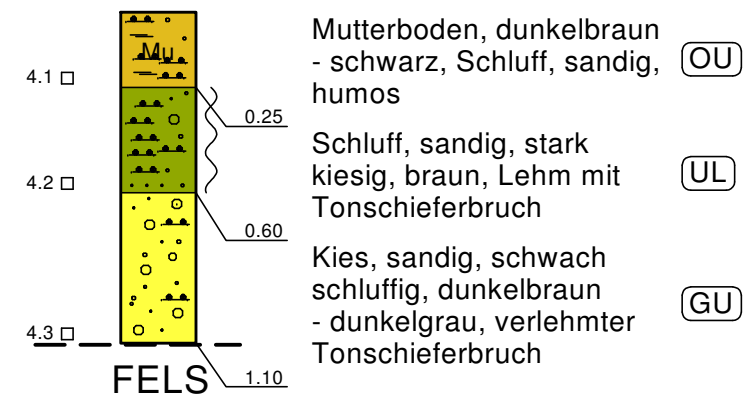 Mutterboden, dunkelbraun
- schwarz, Schluff, sandig,
humos
OU
Mu
4.1
0.25
Schluff, sandig, stark
kiesig, braun, Lehm mit
Tonschieferbruch
UL
4.2
0.60
Kies, sandig, schwach
schluffig, dunkelbraun
- dunkelgrau, verlehmter
Tonschieferbruch
GU
4.3
FELS
1.10